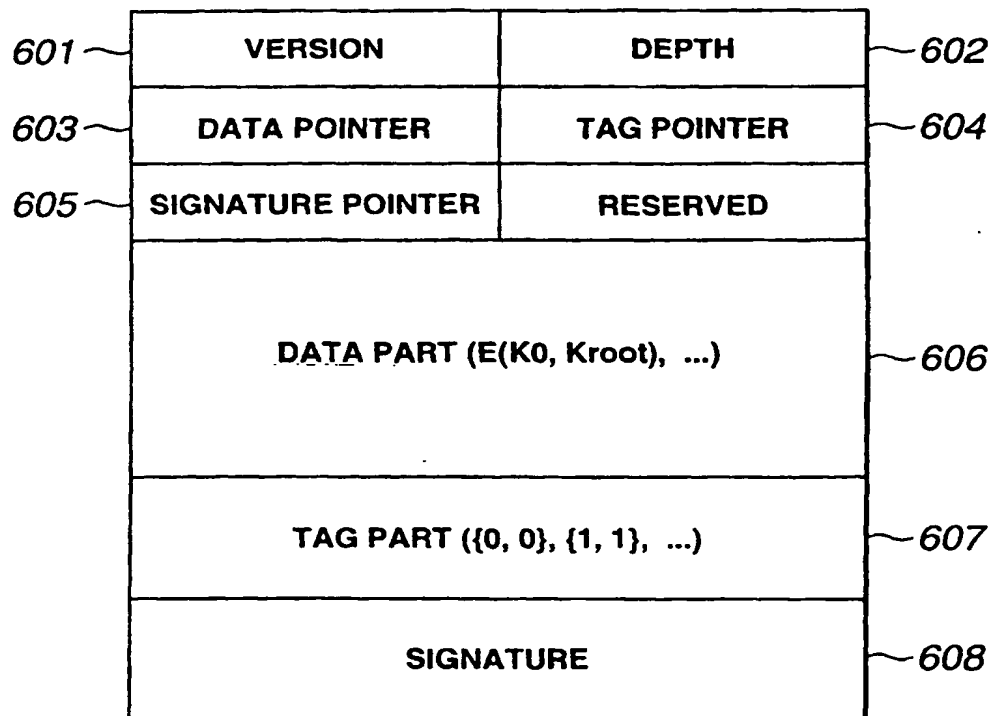 601 VERSION DEPTH 602
603 DATA POINTER TAG POINTER 604
605 SIGNATURE POINTER RESERVED
DATA PART (E(K0, Kroot), ...) 606
TAG PART ({0, 0}, {1, 1}, ...) 607
SIGNATURE 608